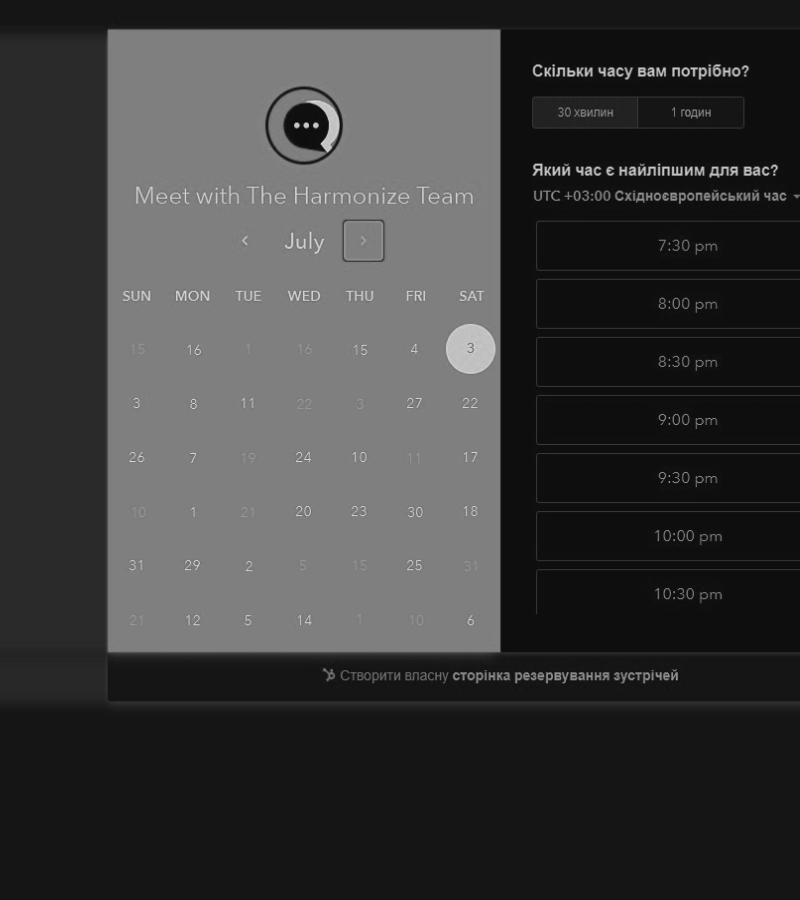 Meet with The Harmonize Team
July
SUN MON TUE WED THU FRI SAT
15 16 1 16 15 4 3
3 8 11 22 3 27 22
26 7 19 24 10 11 17
10 1 21 20 23 30 18
31 29 2 5 15 25 31
21 12 5 14 1 10 6
Скільки часу вам потрібно?
30 хвилин 1 годин
Який час є найліпшим для вас?
UTC +03:00 Східноєвропейський час
7:30 pm
8:00 pm
8:30 pm
9:00 pm
9:30 pm
10:00 pm
10:30 pm
Створити власну сторінка резервування зустрічей